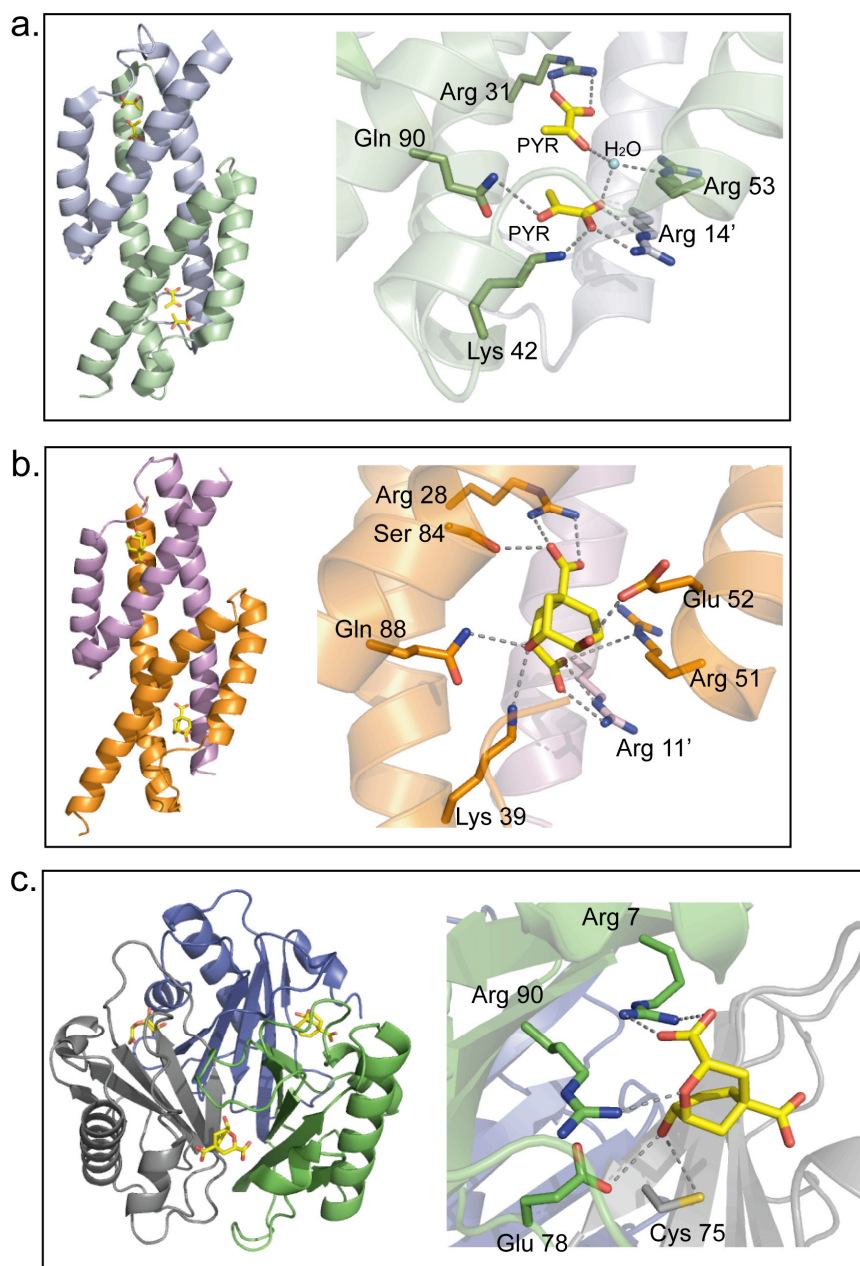 a.
Arg 31
PYR
H₂O
Gln 90
Arg 53
PYR
Arg 14’
Lys 42
b.
Arg 28
Ser 84
Glu 52
Gln 88
Arg 51
Arg 11’
Lys 39
c.
Arg 7
Arg 90
Glu 78
Cys 75